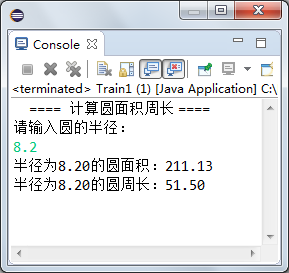 Console
<terminated> Train1 (1) [Java Application] C:\
==== 计算圆面积周长 ====
请输入圆的半径：
8.2
半径为8.20的圆面积：211.13
半径为8.20的圆周长：51.50